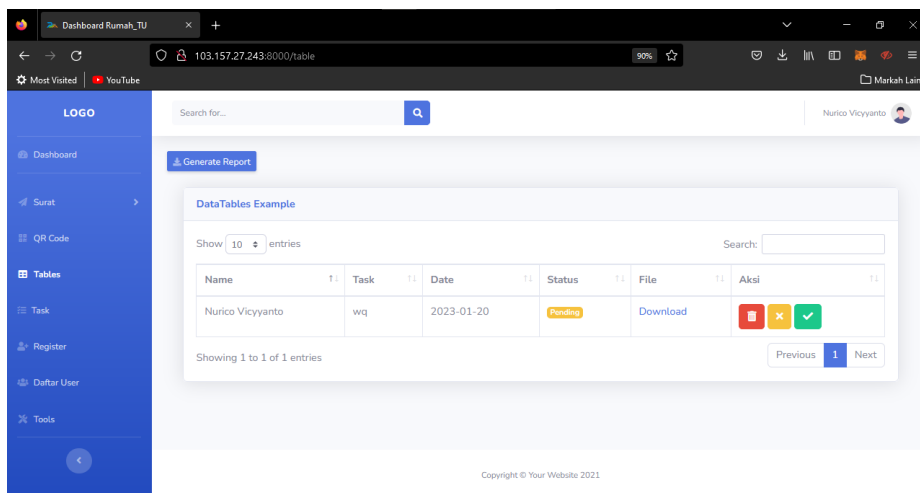 Dashboard Rumah_TU
103.157.27.243:8000/table
90%
Most Visited YouTube Markah Lain
LOGO
Search for...
Nurico Vicyyanto
Dashboard
Generate Report
Surat
DataTables Example
QR Code
Show 10 entries
Search:
Tables
Name Task Date Status File Aksi
Task
Nurico Vicyyanto wq 2023-01-20 Pending Download
Register
Showing 1 to 1 of 1 entries
Previous 1 Next
Daftar User
Tools
Copyright © Your Website 2021